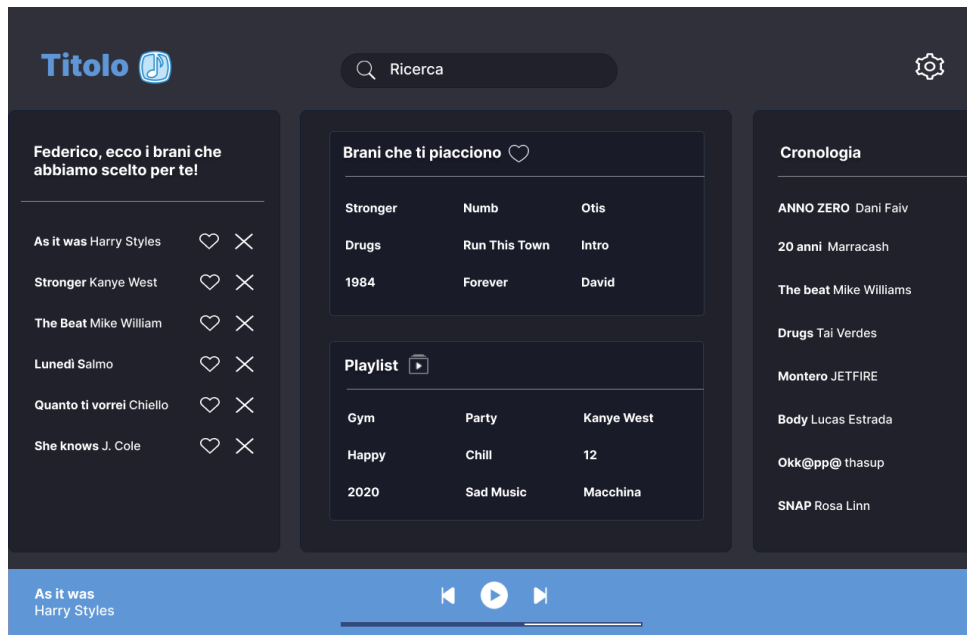 Titolo
Ricerca
Federico, ecco i brani che
abbiamo scelto per te!
As it was Harry Styles
Stronger Kanye West
The Beat Mike William
Lunedì Salmo
Quanto ti vorrei Chiello
She knows J. Cole
Brani che ti piacciono
Stronger Numb Otis
Drugs Run This Town Intro
1984 Forever David
Playlist
Gym Party Kanye West
Happy Chill 12
2020 Sad Music Macchina
Cronologia
ANNO ZERO Dani Faiv
20 anni Marracash
The beat Mike Williams
Drugs Tai Verdes
Montero JETFIRE
Body Lucas Estrada
Okk@pp@ thasup
SNAP Rosa Linn
As it was
Harry Styles